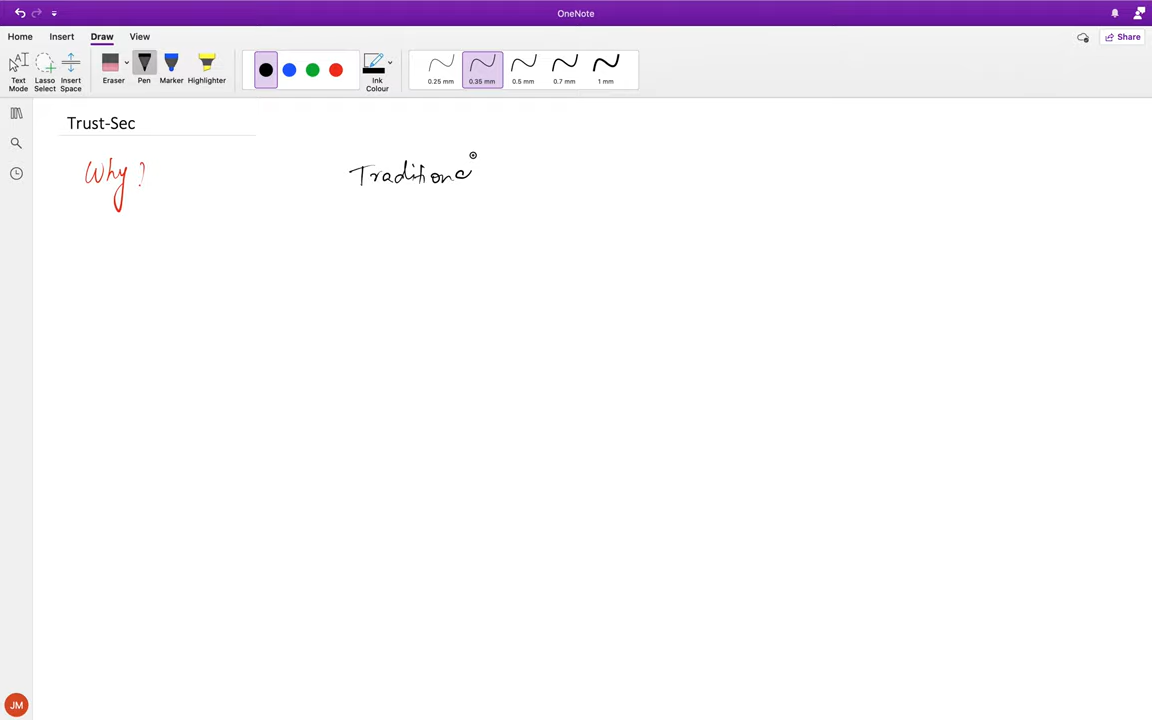 OneNote
Home Insert Draw View Share
Text Mode Lasso Select Insert Space Eraser Pen Marker Highlighter Ink Colour 0.25 mm 0.35 mm 0.5 mm 0.7 mm 1 mm
Trust-Sec
Why? Traditiona
JM